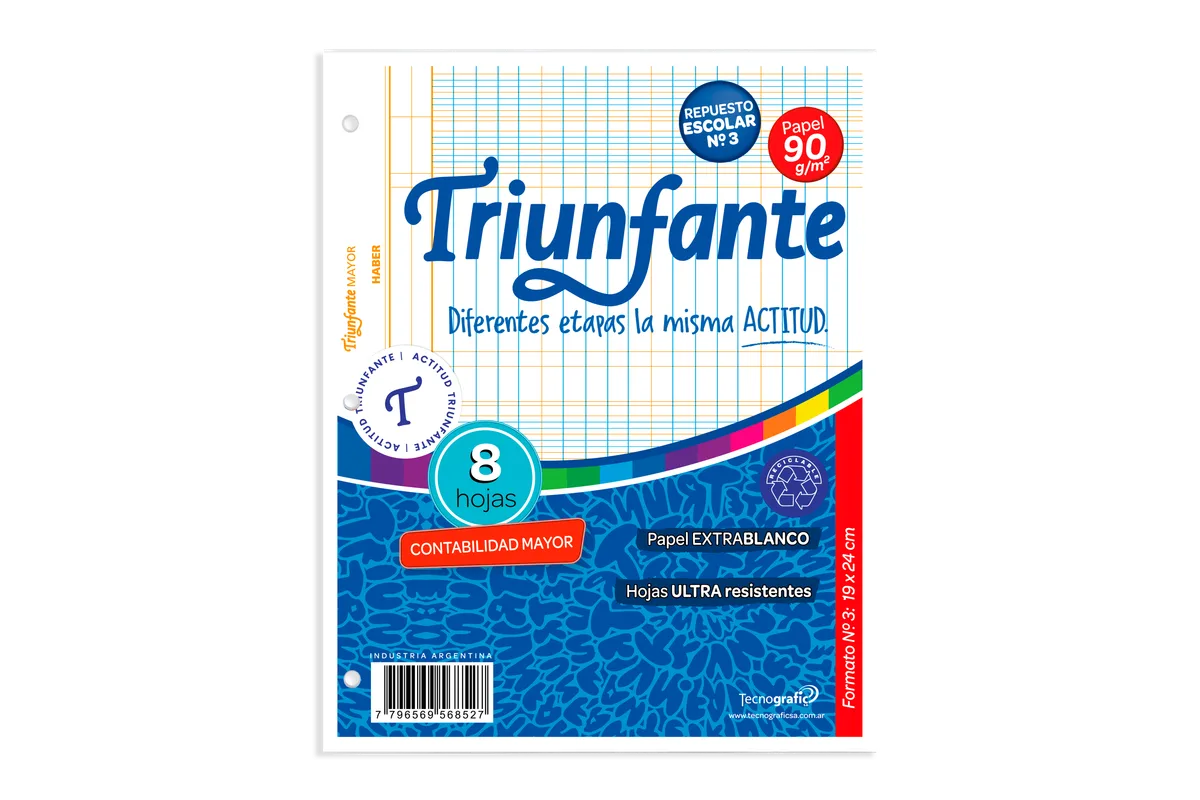 REPUESTO
ESCOLAR
Nº 3
Papel
90
g/m²
Triunfante
Diferentes etapas la misma ACTITUD.
Triunfante MAYOR
HABER
TRIUNFANTE | ACTITUD TRIUNFANTE | ACTITUD
T
8
hojas
CONTABILIDAD MAYOR
RECICLABLE
Papel EXTRABLANCO
Hojas ULTRA resistentes
Formato Nº 3: 19 x 24 cm
INDUSTRIA ARGENTINA
7 796569 568527
Tecnografic
www.tecnograficsa.com.ar